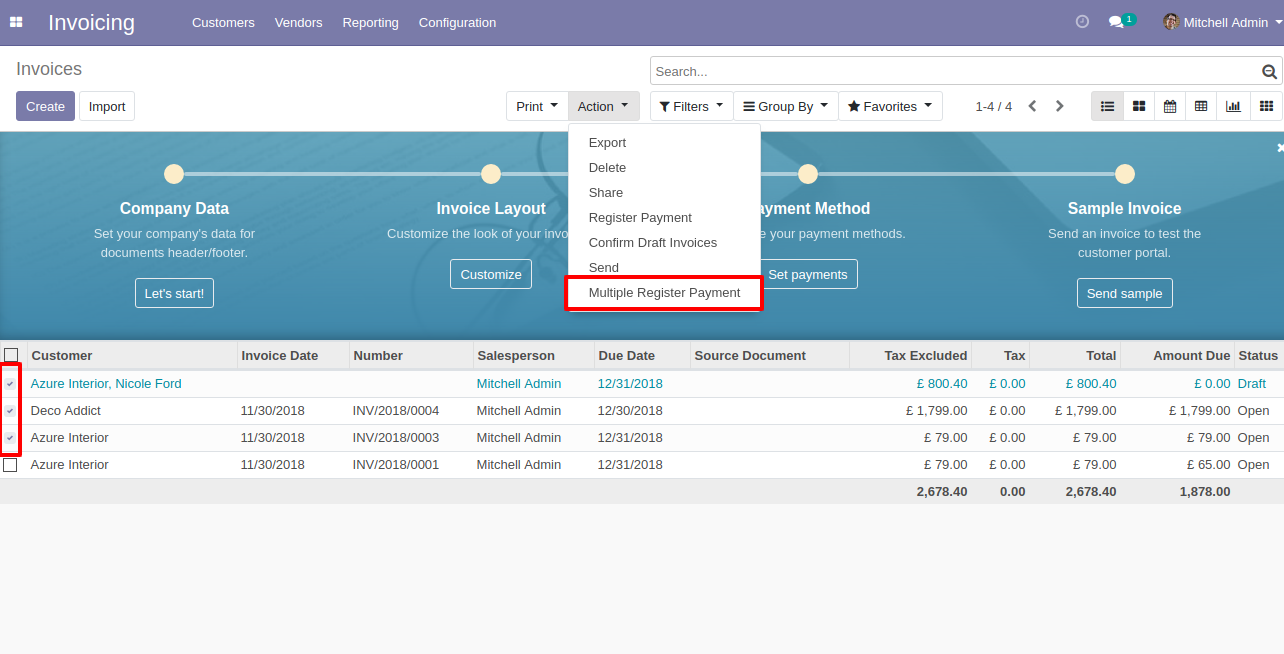 Invoicing Customers Vendors Reporting Configuration 1 Mitchell Admin
Invoices Search...
Create Import Print Action Filters Group By Favorites 1-4 / 4
Export
Delete
Share
Register Payment
Confirm Draft Invoices
Send
Multiple Register Payment
Company Data
Set your company's data for
documents header/footer.
Let's start!
Invoice Layout
Customize the look of your
Customize
ayment Method
your payment methods.
Set payments
Sample Invoice
Send an invoice to test the
customer portal.
Send sample
Customer Invoice Date Number Salesperson Due Date Source Document Tax Excluded Tax Total Amount Due Status
Azure Interior, Nicole Ford Mitchell Admin 12/31/2018 £ 800.40 £ 0.00 £ 800.40 £ 0.00 Draft
Deco Addict 11/30/2018 INV/2018/0004 Mitchell Admin 12/30/2018 £ 1,799.00 £ 0.00 £ 1,799.00 £ 1,799.00 Open
Azure Interior 11/30/2018 INV/2018/0003 Mitchell Admin 12/31/2018 £ 79.00 £ 0.00 £ 79.00 £ 79.00 Open
Azure Interior 11/30/2018 INV/2018/0001 Mitchell Admin 12/31/2018 £ 79.00 £ 0.00 £ 79.00 £ 65.00 Open
2,678.40 0.00 2,678.40 1,878.00